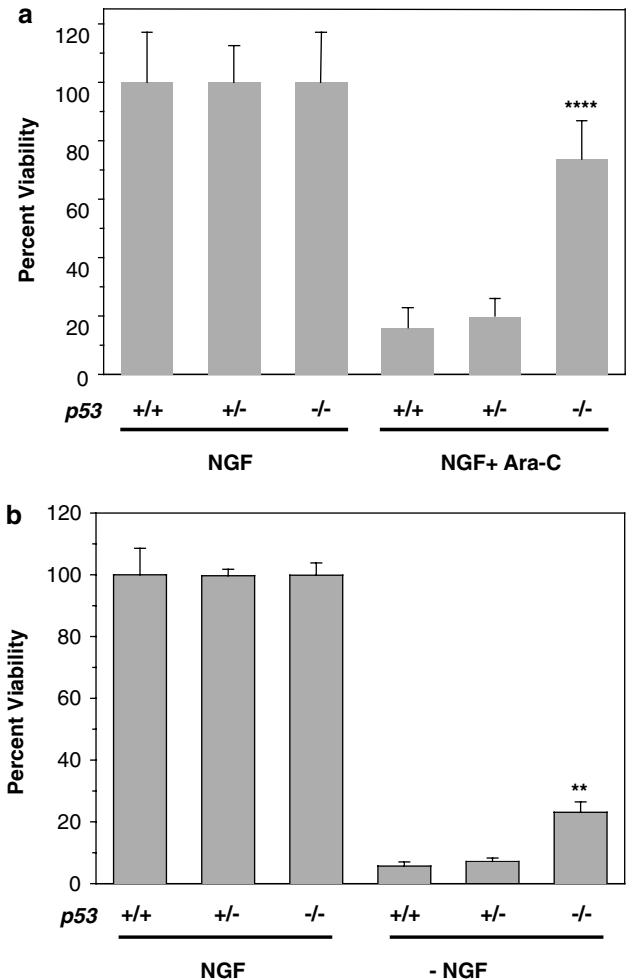 a
120
100
80
60
40
20
0
Percent Viability
****
p53 +/+ +/- -/- +/+ +/- -/-
NGF NGF+ Ara-C
b
120
100
80
60
40
20
0
Percent Viability
**
p53 +/+ +/- -/- +/+ +/- -/-
NGF - NGF